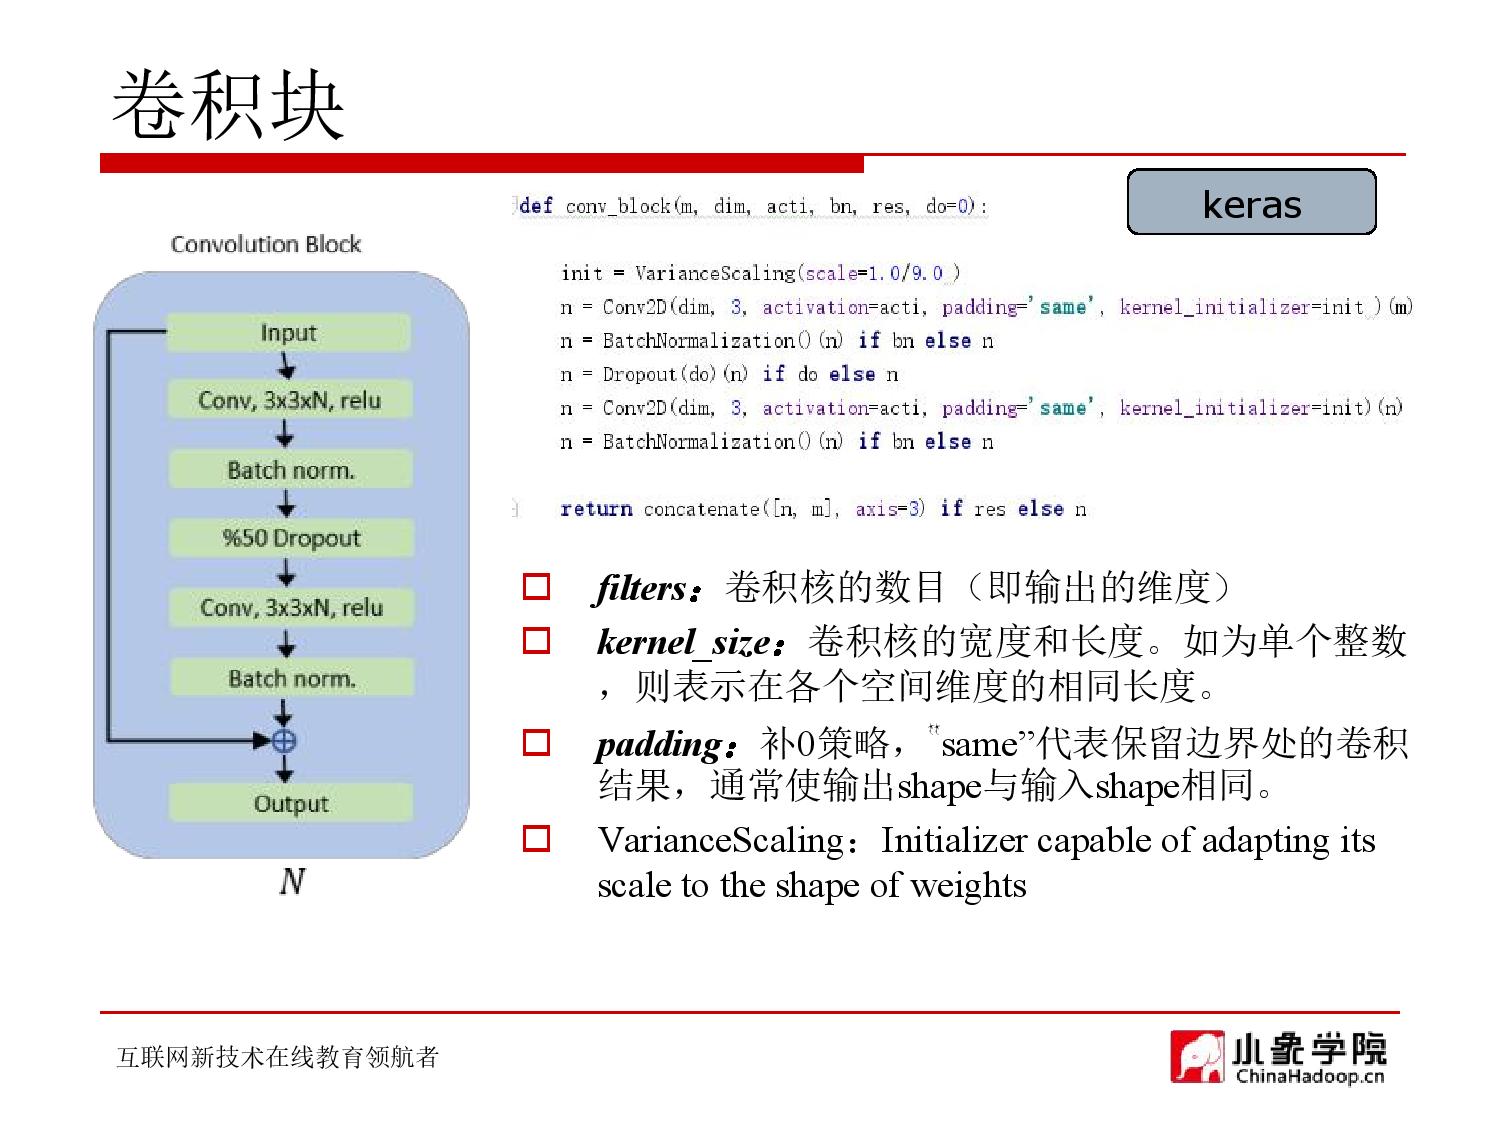 卷积块
keras
Convolution Block
Input
Conv, 3x3xN, relu
Batch norm.
%50 Dropout
Conv, 3x3xN, relu
Batch norm.
Output
N
def conv_block(m, dim, acti, bn, res, do=0):
init = VarianceScaling(scale=1.0/9.0 )
n = Conv2D(dim, 3, activation=acti, padding='same', kernel_initializer=init )(m)
n = BatchNormalization()(n) if bn else n
n = Dropout(do)(n) if do else n
n = Conv2D(dim, 3, activation=acti, padding='same', kernel_initializer=init)(n)
n = BatchNormalization()(n) if bn else n
return concatenate([n, m], axis=3) if res else n
filters：卷积核的数目（即输出的维度）
kernel_size：卷积核的宽度和长度。如为单个整数
，则表示在各个空间维度的相同长度。
padding：补0策略，“same”代表保留边界处的卷积
结果，通常使输出shape与输入shape相同。
VarianceScaling：Initializer capable of adapting its
scale to the shape of weights
互联网新技术在线教育领航者
小象学院
ChinaHadoop.cn